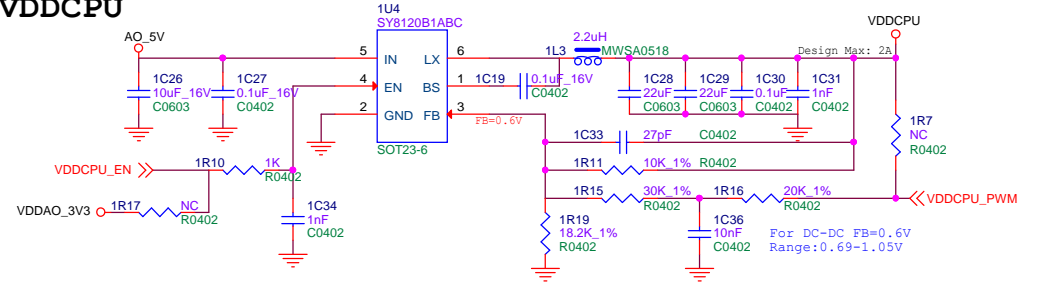 VDDCPU
1U4
SY8120B1ABC
AO_5V
VDDCPU
5 IN LX 6
4 EN BS 1
2 GND FB 3
SOT23-6
FB=0.6V
1C26
10uF_16V
C0603
1C27
0.1uF_16V
C0402
1C19
0.1uF_16V
C0402
2.2uH
1L3 MWSA0518
Design Max: 2A
1C28
22uF
C0603
1C29
22uF
C0603
1C30
0.1uF
C0402
1C31
1nF
C0402
1R7
NC
R0402
1C33 27pF C0402
1R11 10K_1% R0402
VDDCPU_EN
1R10 1K
R0402
VDDAO_3V3
1R17 NC
R0402
1C34
1nF
C0402
1R15 30K_1%
R0402
1R16 20K_1%
R0402
VDDCPU_PWM
1R19
18.2K_1%
R0402
1C36
10nF
C0402
For DC-DC FB=0.6V
Range:0.69-1.05V